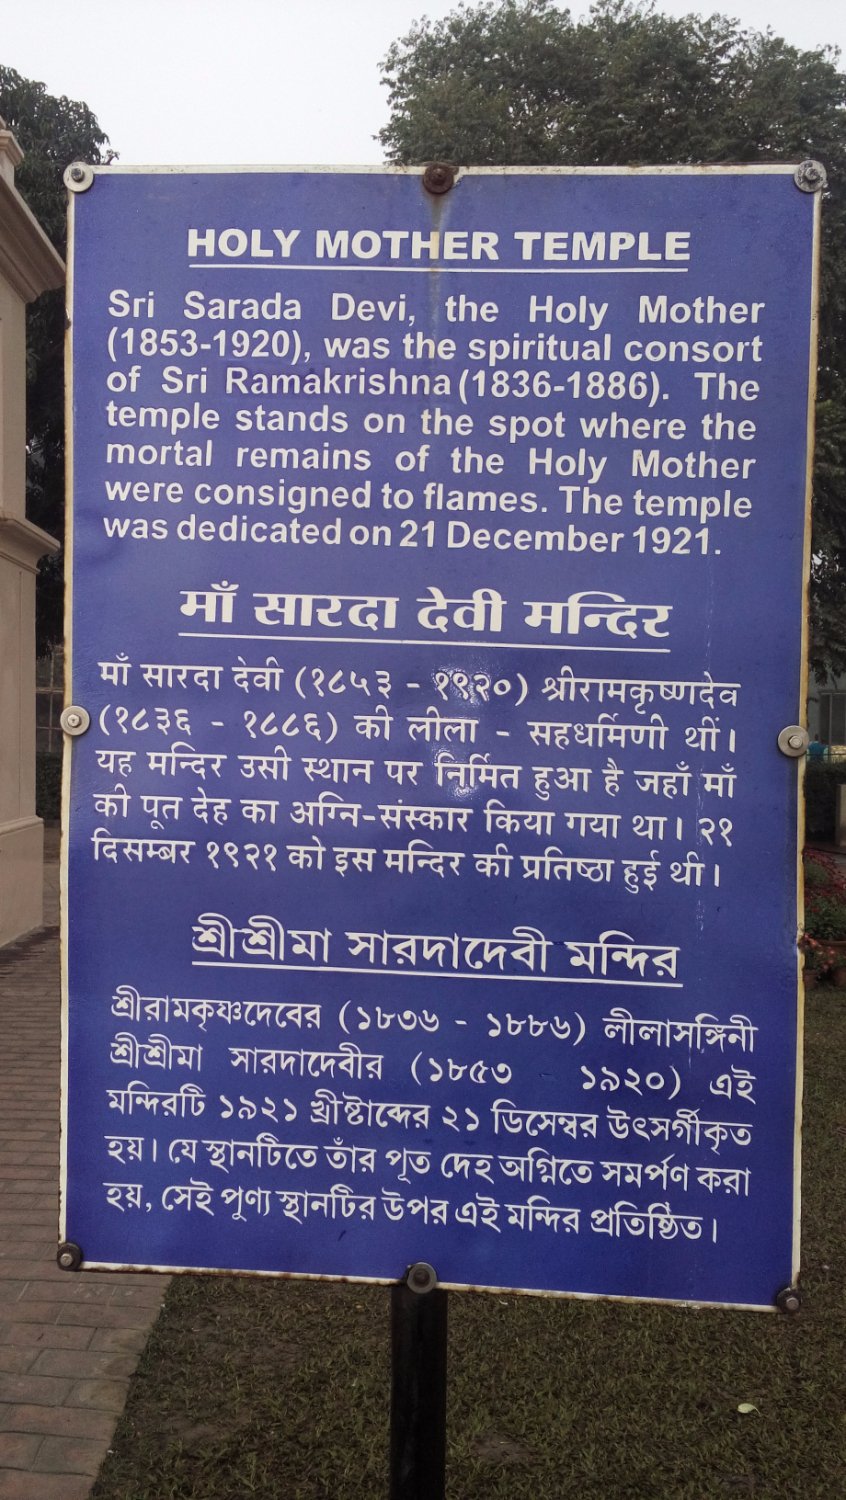 HOLY MOTHER TEMPLE
Sri Sarada Devi, the Holy Mother
(1853-1920), was the spiritual consort
of Sri Ramakrishna (1836-1886). The
temple stands on the spot where the
mortal remains of the Holy Mother
were consigned to flames. The temple
was dedicated on 21 December 1921.
माँ सारदा देवी मन्दिर
माँ सारदा देवी (१८५३ - १९२०) श्रीरामकृष्णदेव
(१८३६ - १८८६) की लीला - सहधर्मिणी थीं।
यह मन्दिर उसी स्थान पर निर्मित हुआ है जहाँ माँ
की पूत देह का अग्नि-संस्कार किया गया था। २१
दिसम्बर १९२१ को इस मन्दिर की प्रतिष्ठा हुई थी।
শ্রীশ্রীমা সারদাদেবী মন্দির
শ্রীরামকৃষ্ণদেবের (১৮৩৬ - ১৮৮৬) লীলাসঙ্গিনী
শ্রীশ্রীমা সারদাদেবীর (১৮৫৩ ১৯২০) এই
মন্দিরটি ১৯২১ খ্রীষ্টাব্দের ২১ ডিসেম্বর উৎসর্গীকৃত
হয়। যে স্থানটিতে তাঁর পূত দেহ অগ্নিতে সমর্পণ করা
হয়, সেই পূণ্য স্থানটির উপর এই মন্দির প্রতিষ্ঠিত।